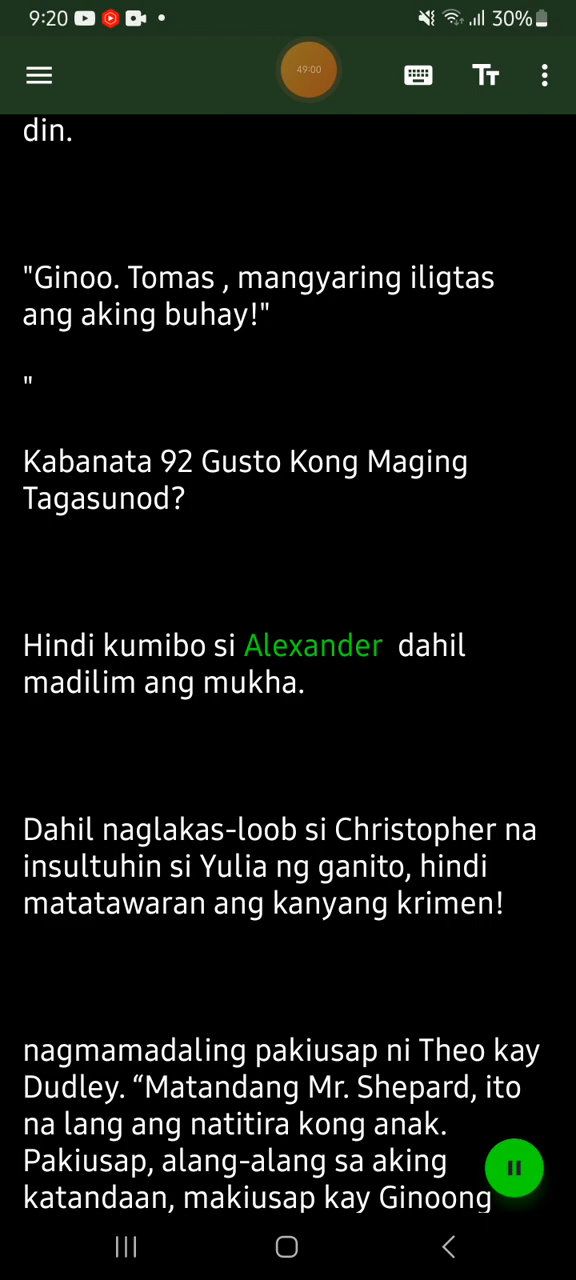 9:20
30%
49:00
din.
"Ginoo. Tomas , mangyaring iligtas
ang aking buhay!"
"
Kabanata 92 Gusto Kong Maging
Tagasunod?
Hindi kumibo si Alexander dahil
madilim ang mukha.
Dahil naglakas-loob si Christopher na
insultuhin si Yulia ng ganito, hindi
matatawaran ang kanyang krimen!
nagmamadaling pakiusap ni Theo kay
Dudley. “Matandang Mr. Shepard, ito
na lang ang natitira kong anak.
Pakiusap, alang-alang sa aking
katandaan, makiusap kay Ginoong